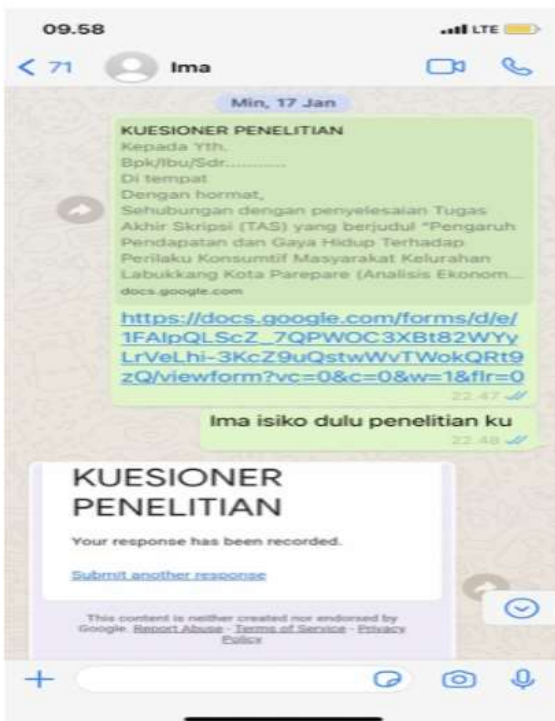 09.58
LTE
71
Ima
Min, 17 Jan
KUESIONER PENELITIAN
Kepada Yth.
Bpk/Ibu/Sdr............
Di tempat
Dengan hormat,
Sehubungan dengan penyelesaian Tugas
Akhir Skripsi (TAS) yang berjudul "Pengaruh
Pendapatan dan Gaya Hidup Terhadap
Perilaku Konsumtif Masyarakat Kelurahan
Labukkang Kota Parepare (Analisis Ekonom...
docs.google.com
https://docs.google.com/forms/d/e/
1FAIpQLScZ_7QPWOC3XBt82WYy
LrVeLhi-3KcZ9uQstwWvTWokQRt9
zQ/viewform?vc=0&c=0&w=1&flr=0
22.47
Ima isiko dulu penelitian ku
22.48
KUESIONER
PENELITIAN
Your response has been recorded.
Submit another response
This content is neither created nor endorsed by
Google. Report Abuse - Terms of Service - Privacy
Policy